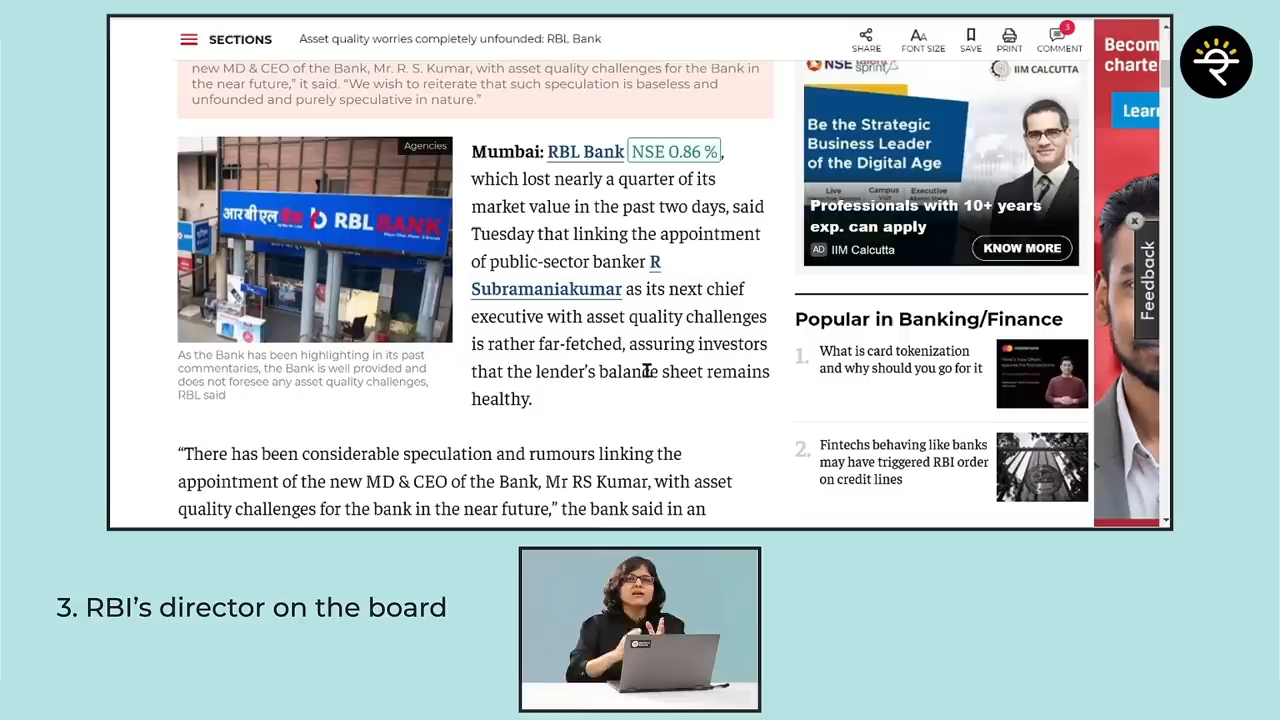 SECTIONS
Asset quality worries completely unfounded: RBL Bank
SHARE
FONT SIZE
SAVE
PRINT
3
COMMENT
new MD & CEO of the Bank, Mr. R. S. Kumar, with asset quality challenges for the Bank in
the near future,” it said. “We wish to reiterate that such speculation is baseless and
unfounded and purely speculative in nature.”
Agencies
आर बी एल बैंक RBL BANK
As the Bank has been highlighting in its past
commentaries, the Bank is well provided and
does not foresee any asset quality challenges,
RBL said
Mumbai: RBL Bank NSE 0.86 %,
which lost nearly a quarter of its
market value in the past two days, said
Tuesday that linking the appointment
of public sector banker R
Subramaniakumar as its next chief
executive with asset quality challenges
is rather far-fetched, assuring investors
that the lender’s balance sheet remains
healthy.
“There has been considerable speculation and rumours linking the
appointment of the new MD & CEO of the Bank, Mr RS Kumar, with asset
quality challenges for the bank in the near future,” the bank said in an
NSE talent sprint
IIM CALCUTTA
Be the Strategic
Business Leader
of the Digital Age
Live Campus Executive
Professionals with 10+ years
exp. can apply
AD IIM Calcutta
KNOW MORE
Popular in Banking/Finance
1. What is card tokenization
and why should you go for it
2. Fintechs behaving like banks
may have triggered RBI order
on credit lines
Becom
charte
Lear
x
Feedback
3. RBI’s director on the board